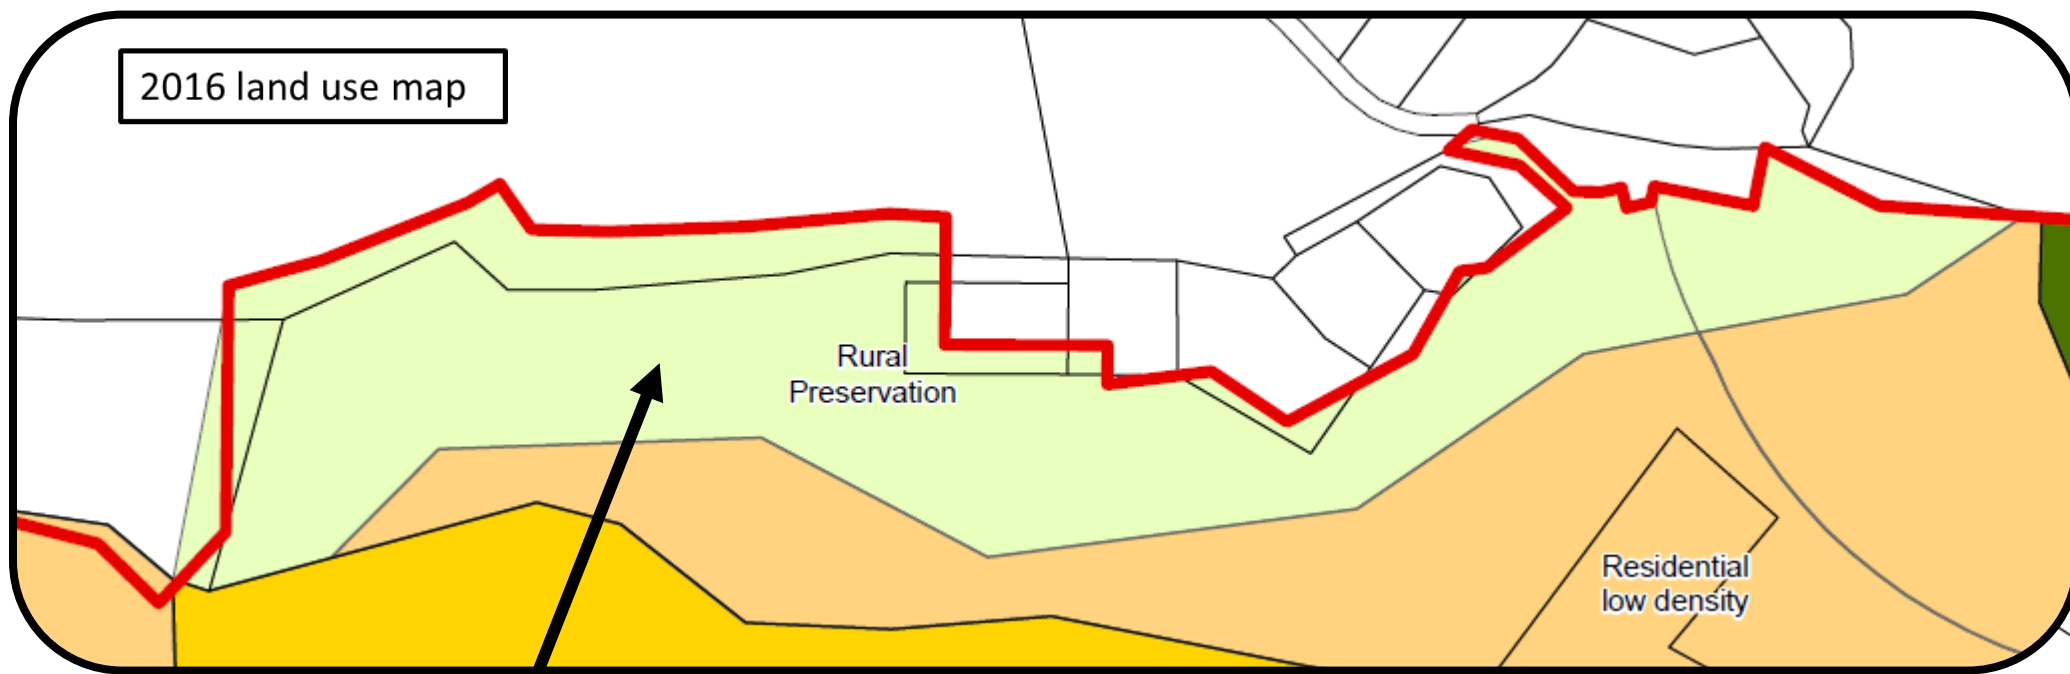 2016 land use map
Rural
Preservation
Residential
low density